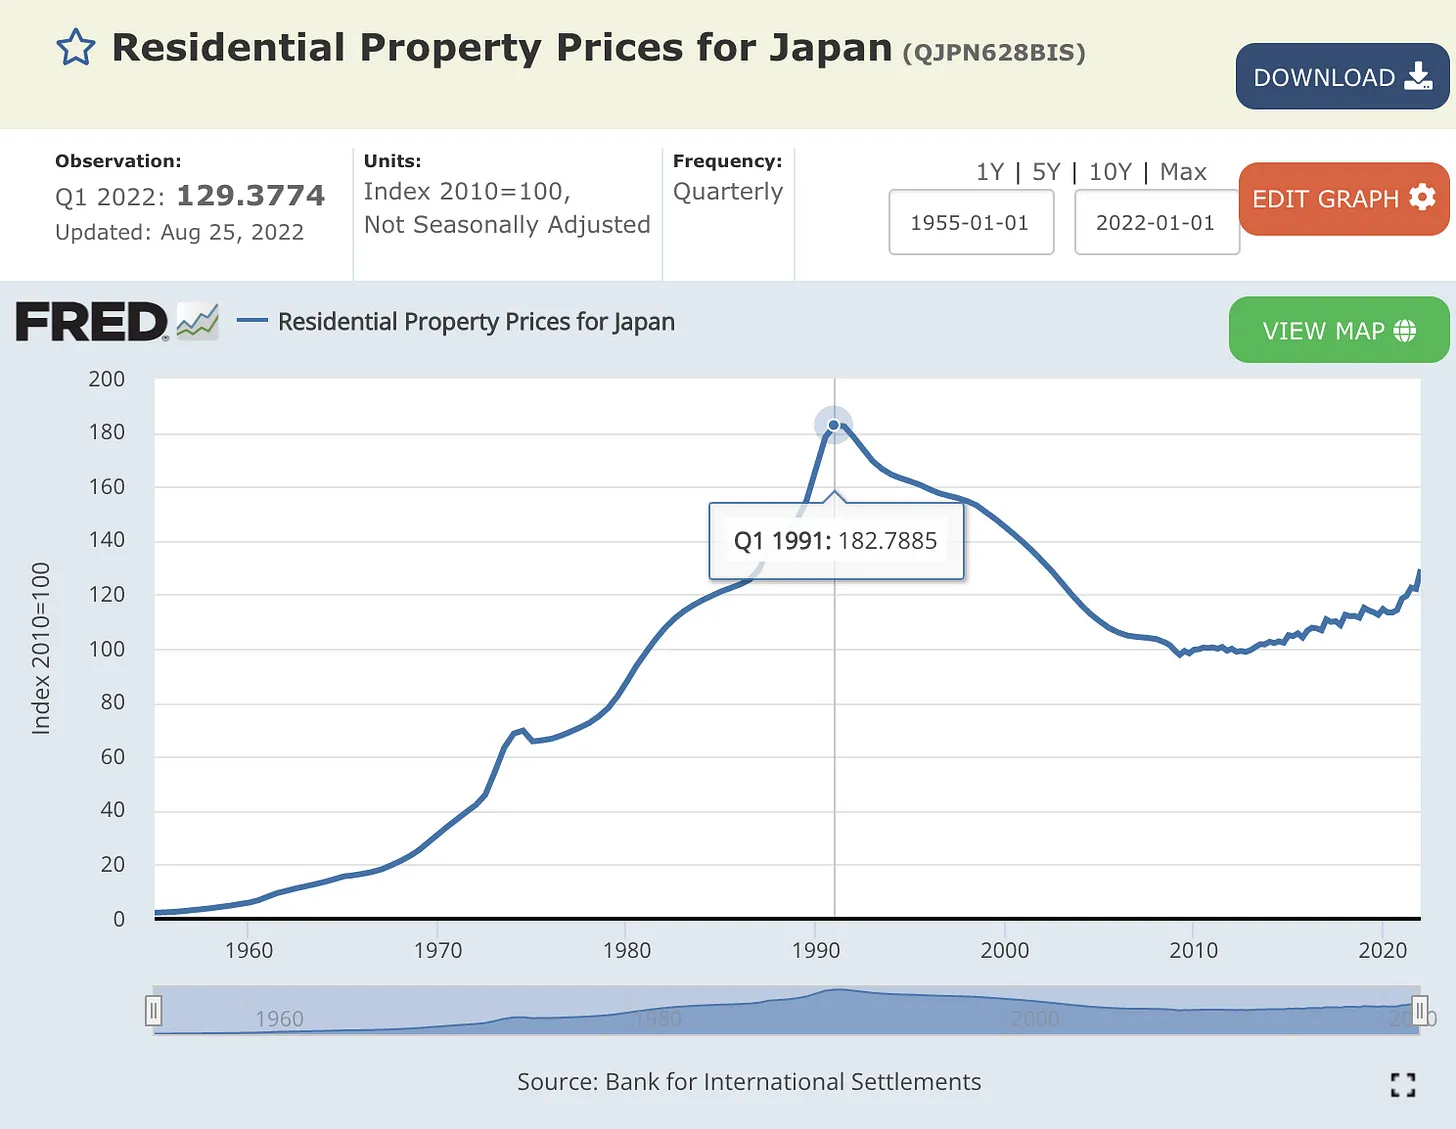 Residential Property Prices for Japan (QJPN628BIS)
DOWNLOAD
Observation:
Q1 2022: 129.3774
Updated: Aug 25, 2022
Units:
Index 2010=100,
Not Seasonally Adjusted
Frequency:
Quarterly
1Y | 5Y | 10Y | Max
1955-01-01
2022-01-01
EDIT GRAPH
FRED®
Residential Property Prices for Japan
VIEW MAP
Index 2010=100
200
180
160
140
120
100
80
60
40
20
0
Q1 1991: 182.7885
1960
1970
1980
1990
2000
2010
2020
1960
1980
2000
Source: Bank for International Settlements